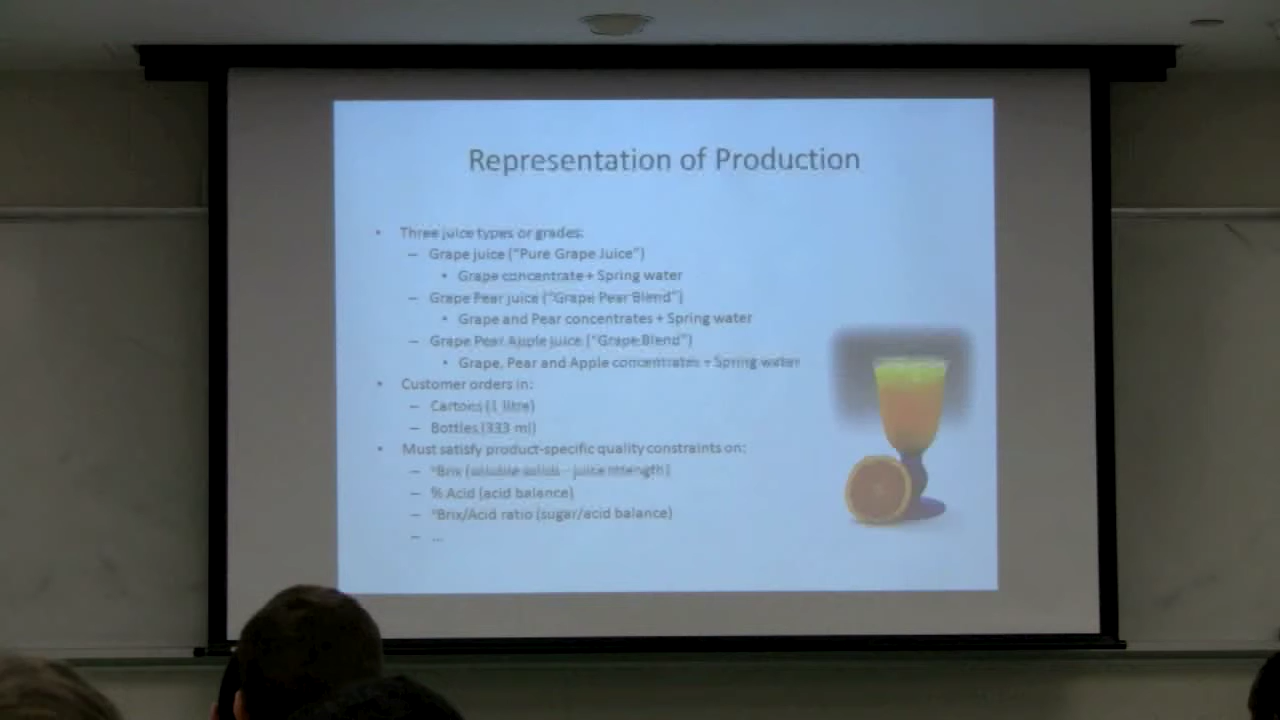 Representation of Production
• Three juice types or grades:
– Grape juice ("Pure Grape Juice")
• Grape concentrate + Spring water
– Grape Pear juice ("Grape Pear Blend")
• Grape and Pear concentrates + Spring water
– Grape Pear Apple juice ("Grape Blend")
• Grape, Pear and Apple concentrates + Spring water
• Customer orders in:
– Cartons (1 litre)
– Bottles (333 ml)
• Must satisfy product-specific quality constraints on:
– °Brix (soluble solids - juice strength)
– % Acid (acid balance)
– °Brix/Acid ratio (sugar/acid balance)
– ...